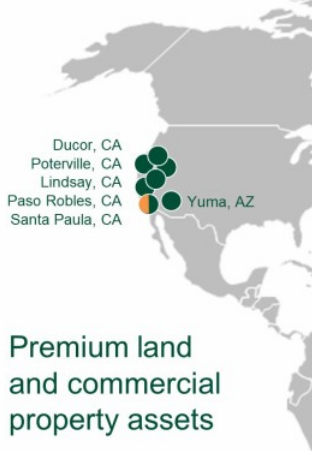 Ducor, CA
Poterville, CA
Lindsay, CA
Paso Robles, CA
Yuma, AZ
Santa Paula, CA
Premium land
and commercial
property assets